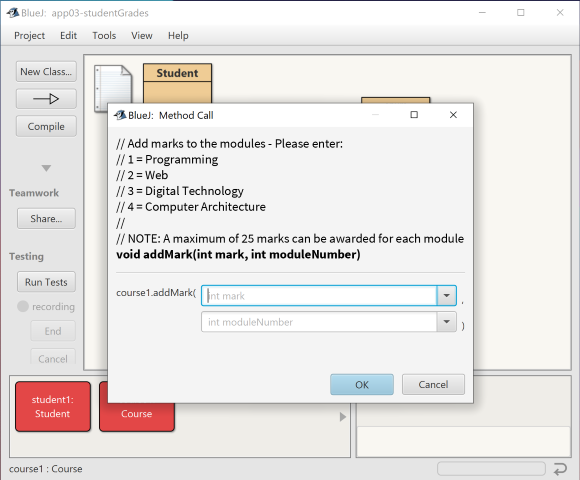 BlueJ: app03-studentGrades
Project Edit Tools View Help
New Class...
Compile
Teamwork
Share...
Testing
Run Tests
recording
End
Cancel
Student
BlueJ: Method Call
// Add marks to the modules - Please enter:
// 1 = Programming
// 2 = Web
// 3 = Digital Technology
// 4 = Computer Architecture
//
// NOTE: A maximum of 25 marks can be awarded for each module
void addMark(int mark, int moduleNumber)
course1.addMark( int mark ,
int moduleNumber )
OK Cancel
student1:
Student
Course
course1 : Course